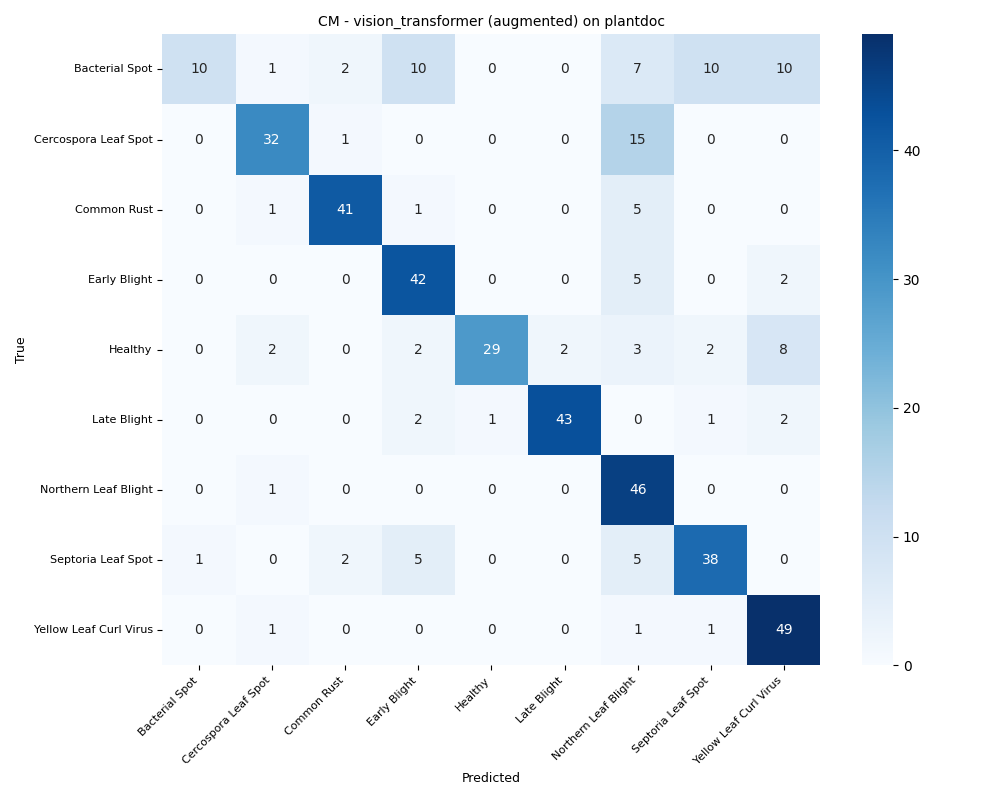 CM - vision_transformer (augmented) on plantdoc
True
Bacterial Spot 10 1 2 10 0 0 7 10 10
Cercospora Leaf Spot 0 32 1 0 0 0 15 0 0
Common Rust 0 1 41 1 0 0 5 0 0
Early Blight 0 0 0 42 0 0 5 0 2
Healthy 0 2 0 2 29 2 3 2 8
Late Blight 0 0 0 2 1 43 0 1 2
Northern Leaf Blight 0 1 0 0 0 0 46 0 0
Septoria Leaf Spot 1 0 2 5 0 0 5 38 0
Yellow Leaf Curl Virus 0 1 0 0 0 0 1 1 49
Bacterial Spot
Cercospora Leaf Spot
Common Rust
Early Blight
Healthy
Late Blight
Northern Leaf Blight
Septoria Leaf Spot
Yellow Leaf Curl Virus
Predicted
40
30
20
10
0